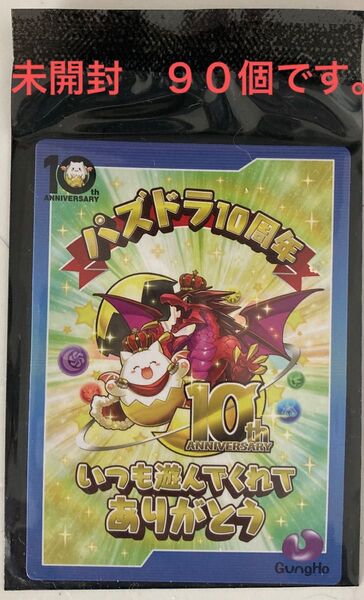 未開封　９０個です。
10th
ANNIVERSARY
パズドラ10周年
10th
ANNIVERSARY
いつも遊んでくれて
ありがとう
GungHo